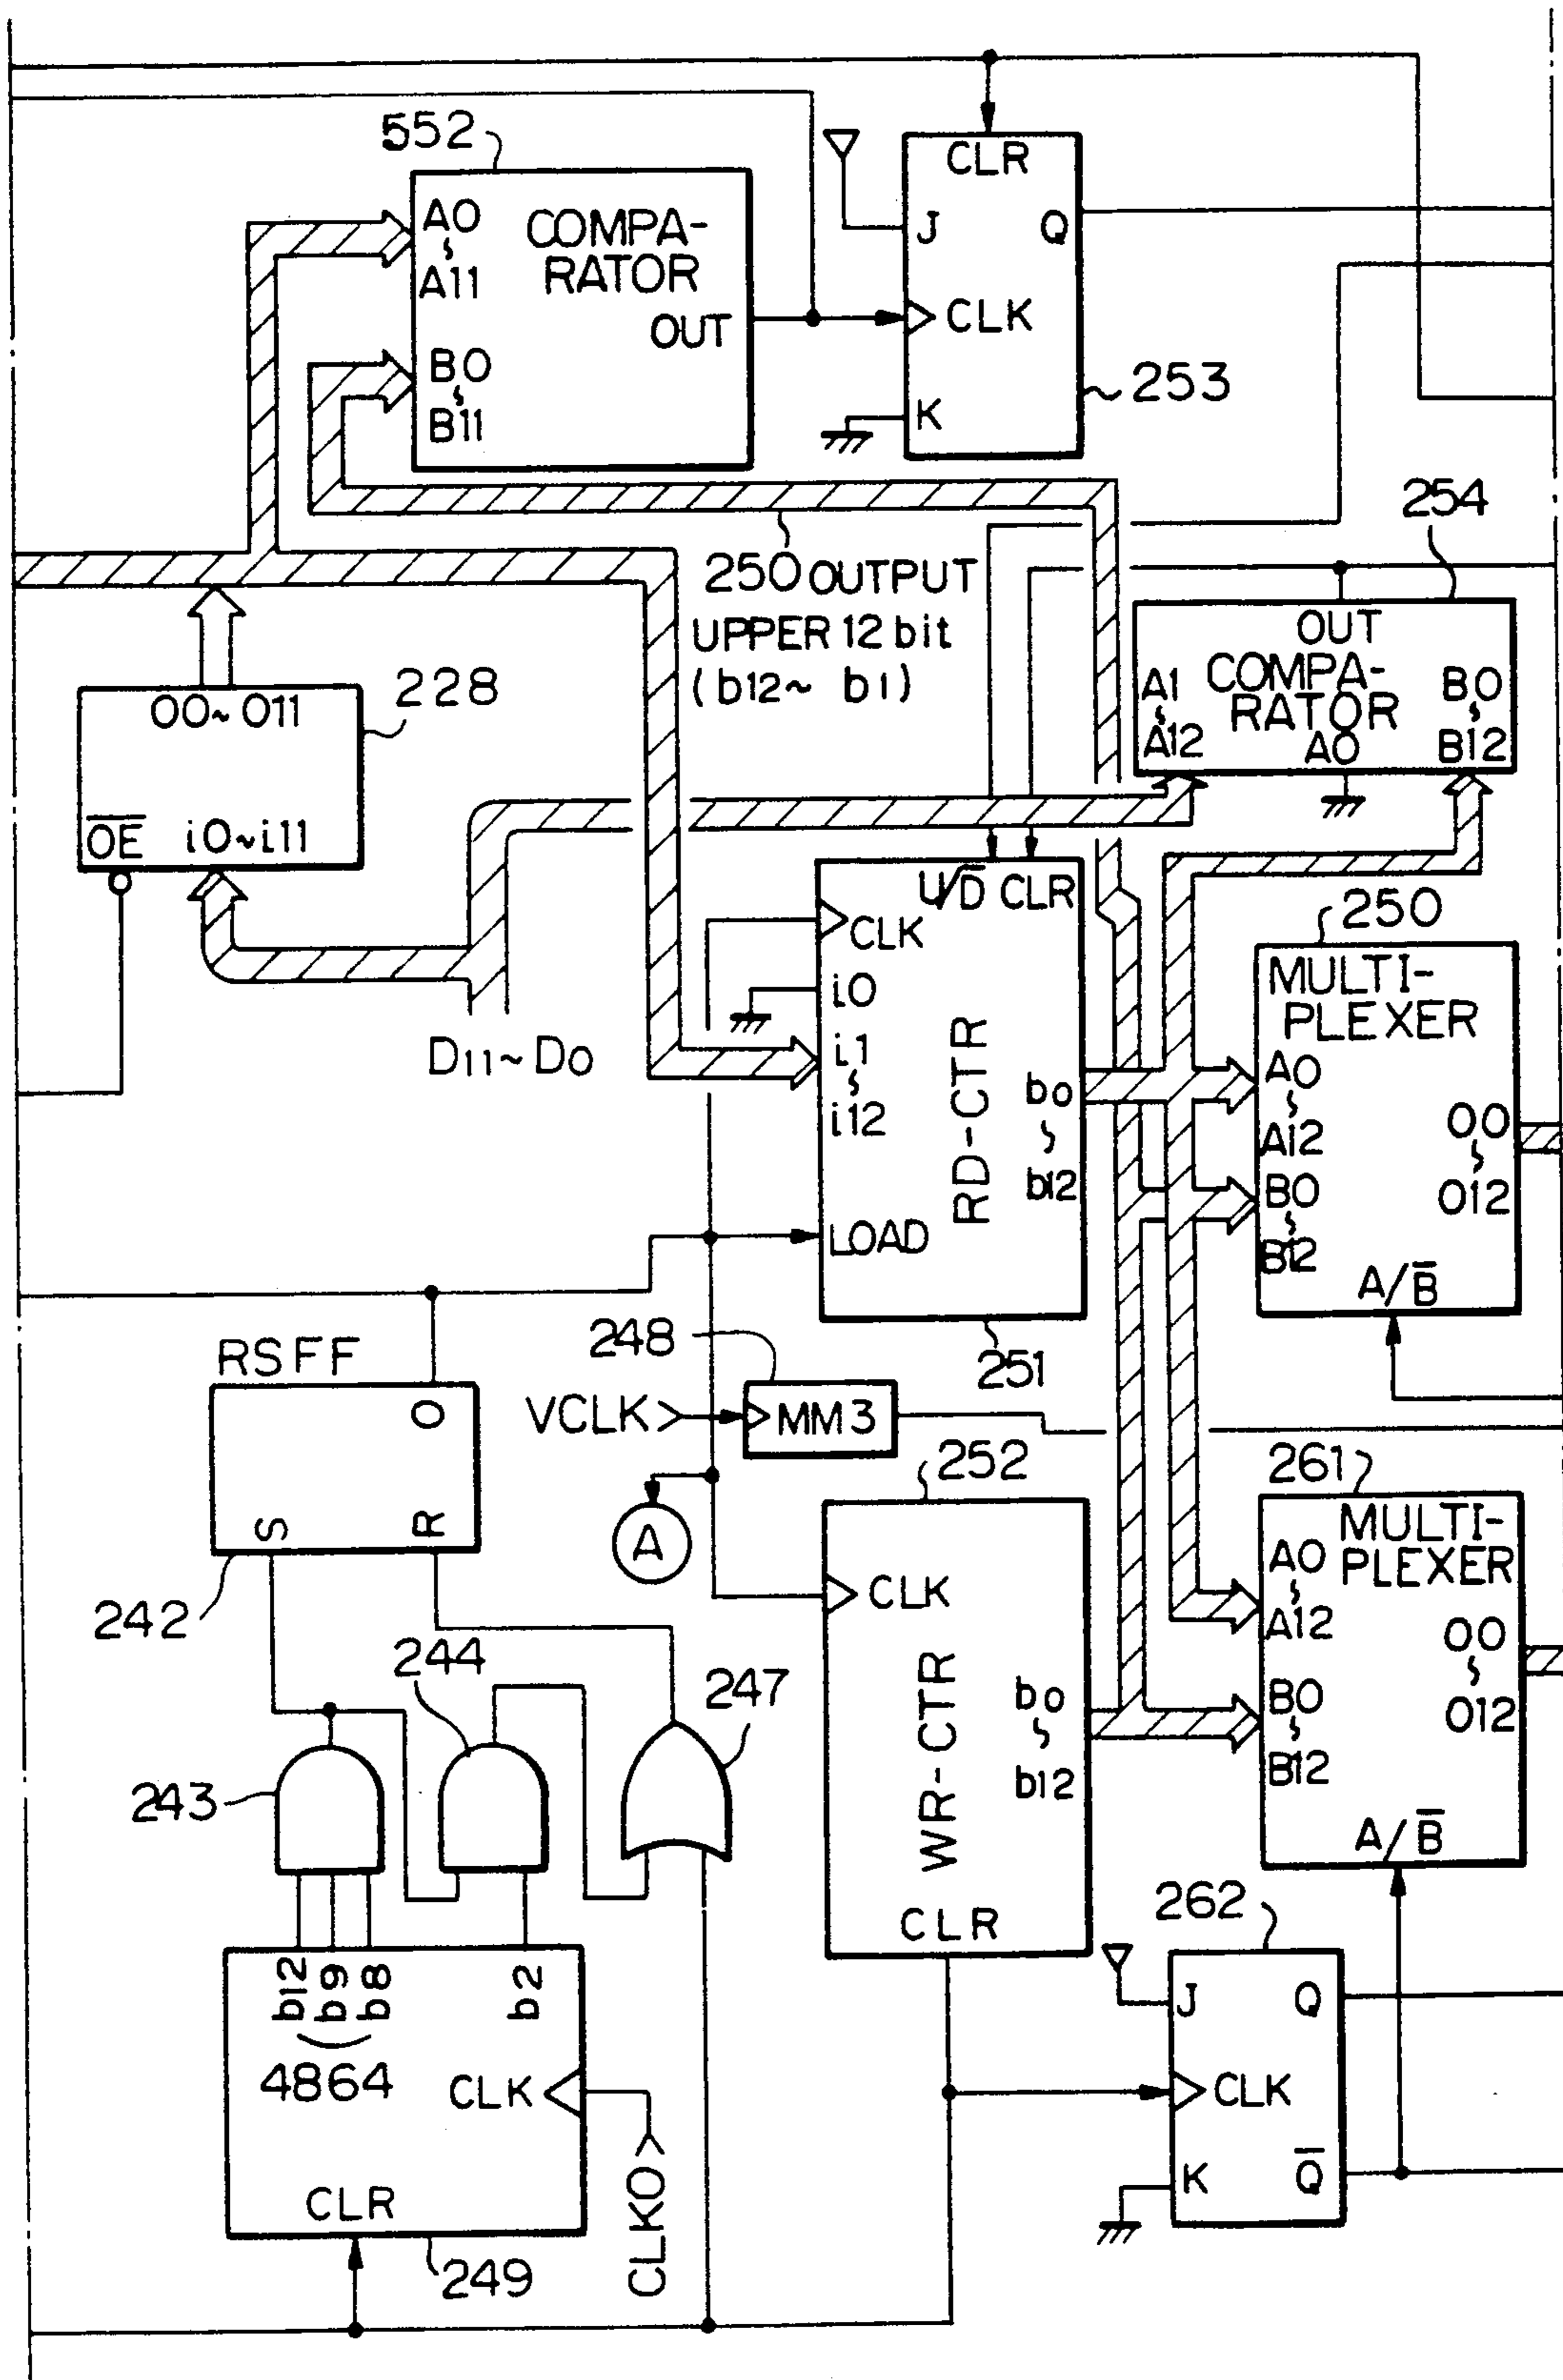 552
CLR
J
Q
CLK
K
253
A0
~
A11
COMPA-
RATOR
OUT
B0
~
B11
254
250 OUTPUT
UPPER 12 bit
(b12~ b1)
OUT
COMPA-
RATOR
A1
~
A12
A0
B0
~
B12
228
O0~O11
OE
i0~i11
D11~D0
U/D CLR
CLK
i0
i1
~
i12
RD-CTR
b0
~
b12
LOAD
251
250
MULTI-
PLEXER
A0
~
A12
B0
~
B12
O0
~
O12
A/B
RSFF
O
S
R
242
248
VCLK
MM3
A
252
CLK
WR-CTR
b0
~
b12
CLR
261
MULTI-
PLEXER
A0
~
A12
B0
~
B12
O0
~
O12
A/B
244
247
243
b12
b9
b8
b2
4864
CLK
CLR
249
CLK0
262
J
Q
CLK
K
Q